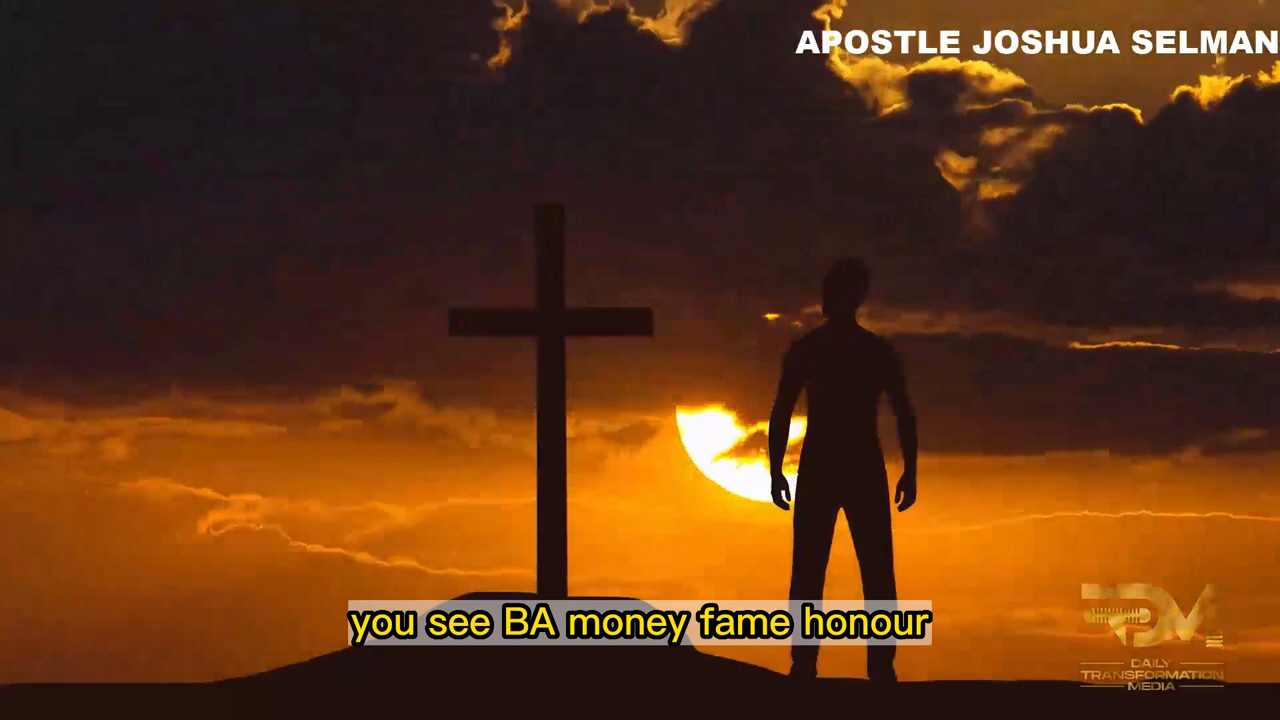 APOSTLE JOSHUA SELMAN
you see BA money fame honour
DAILY
TRANSFORMATION
MEDIA